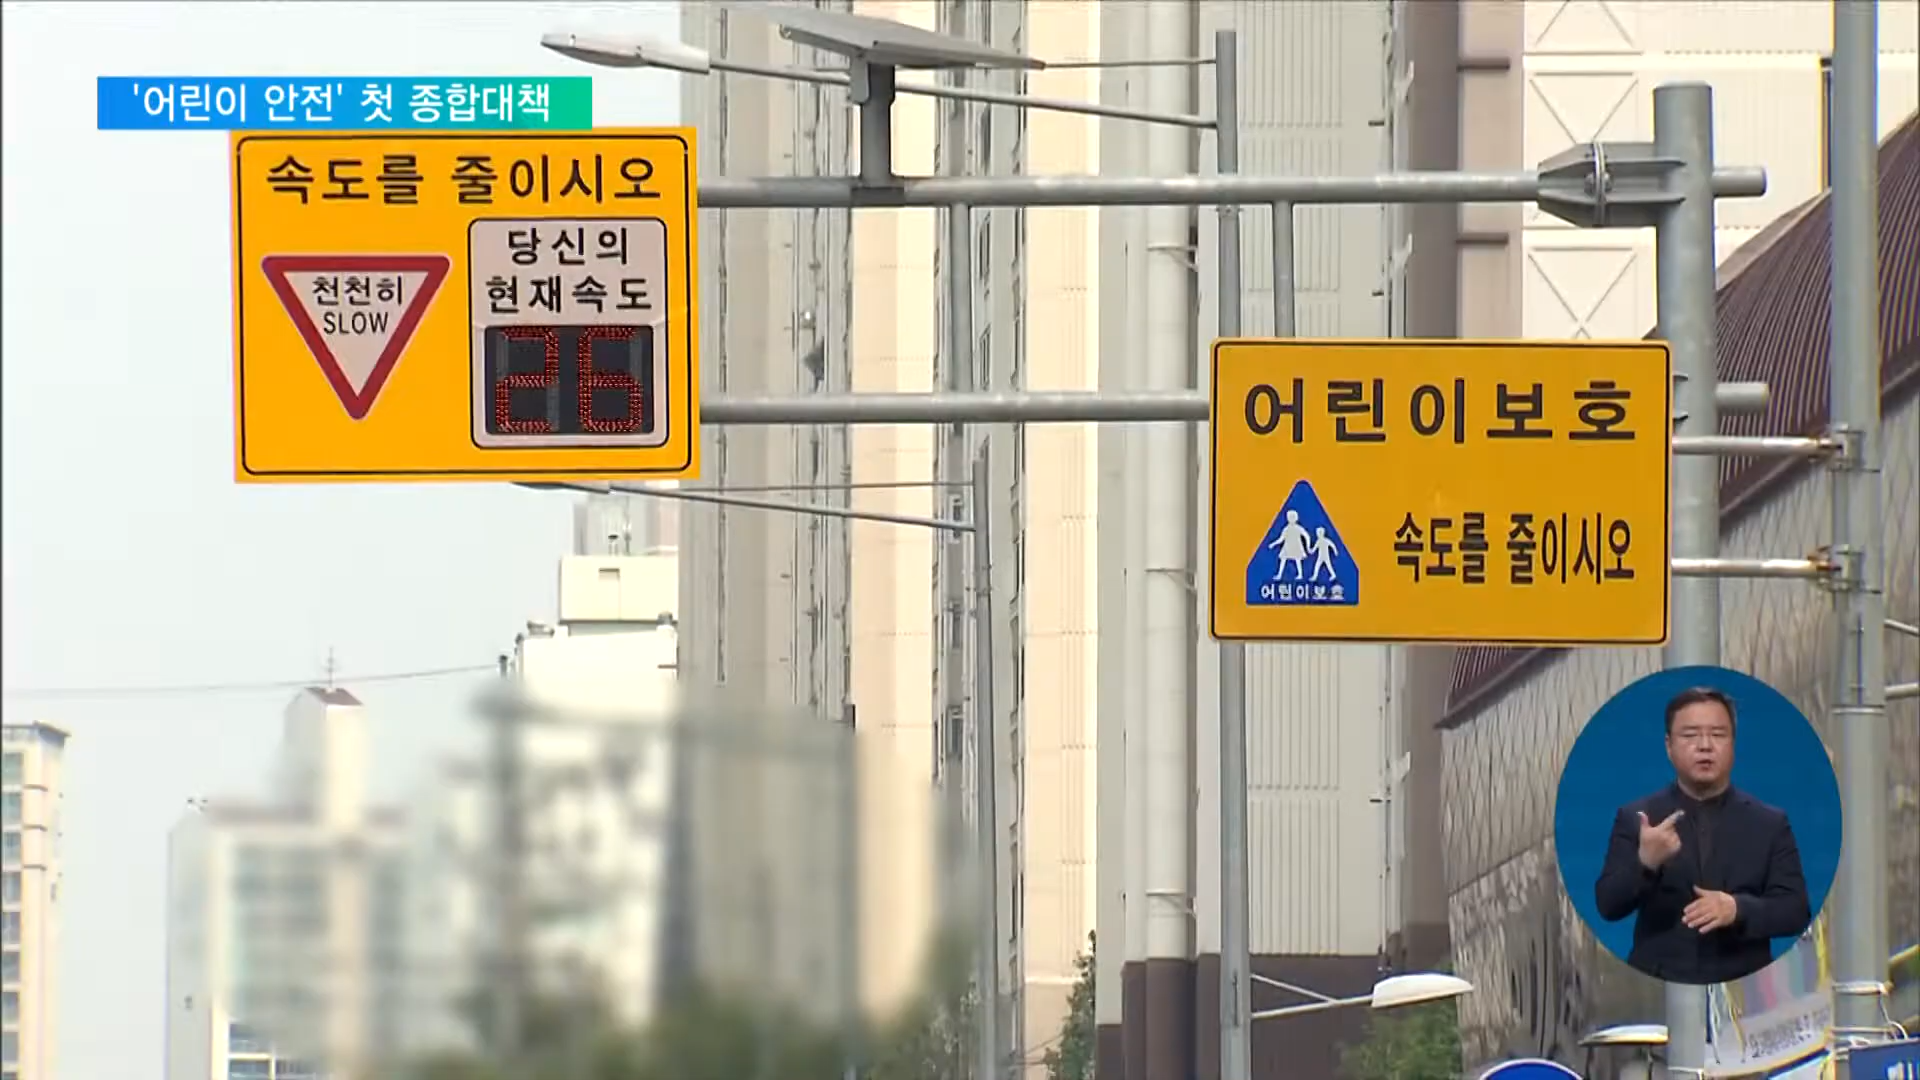 '어린이 안전' 첫 종합대책
속도를 줄이시오
천천히
SLOW
당신의
현재속도
26
어린이보호
어린이보호
속도를 줄이시오